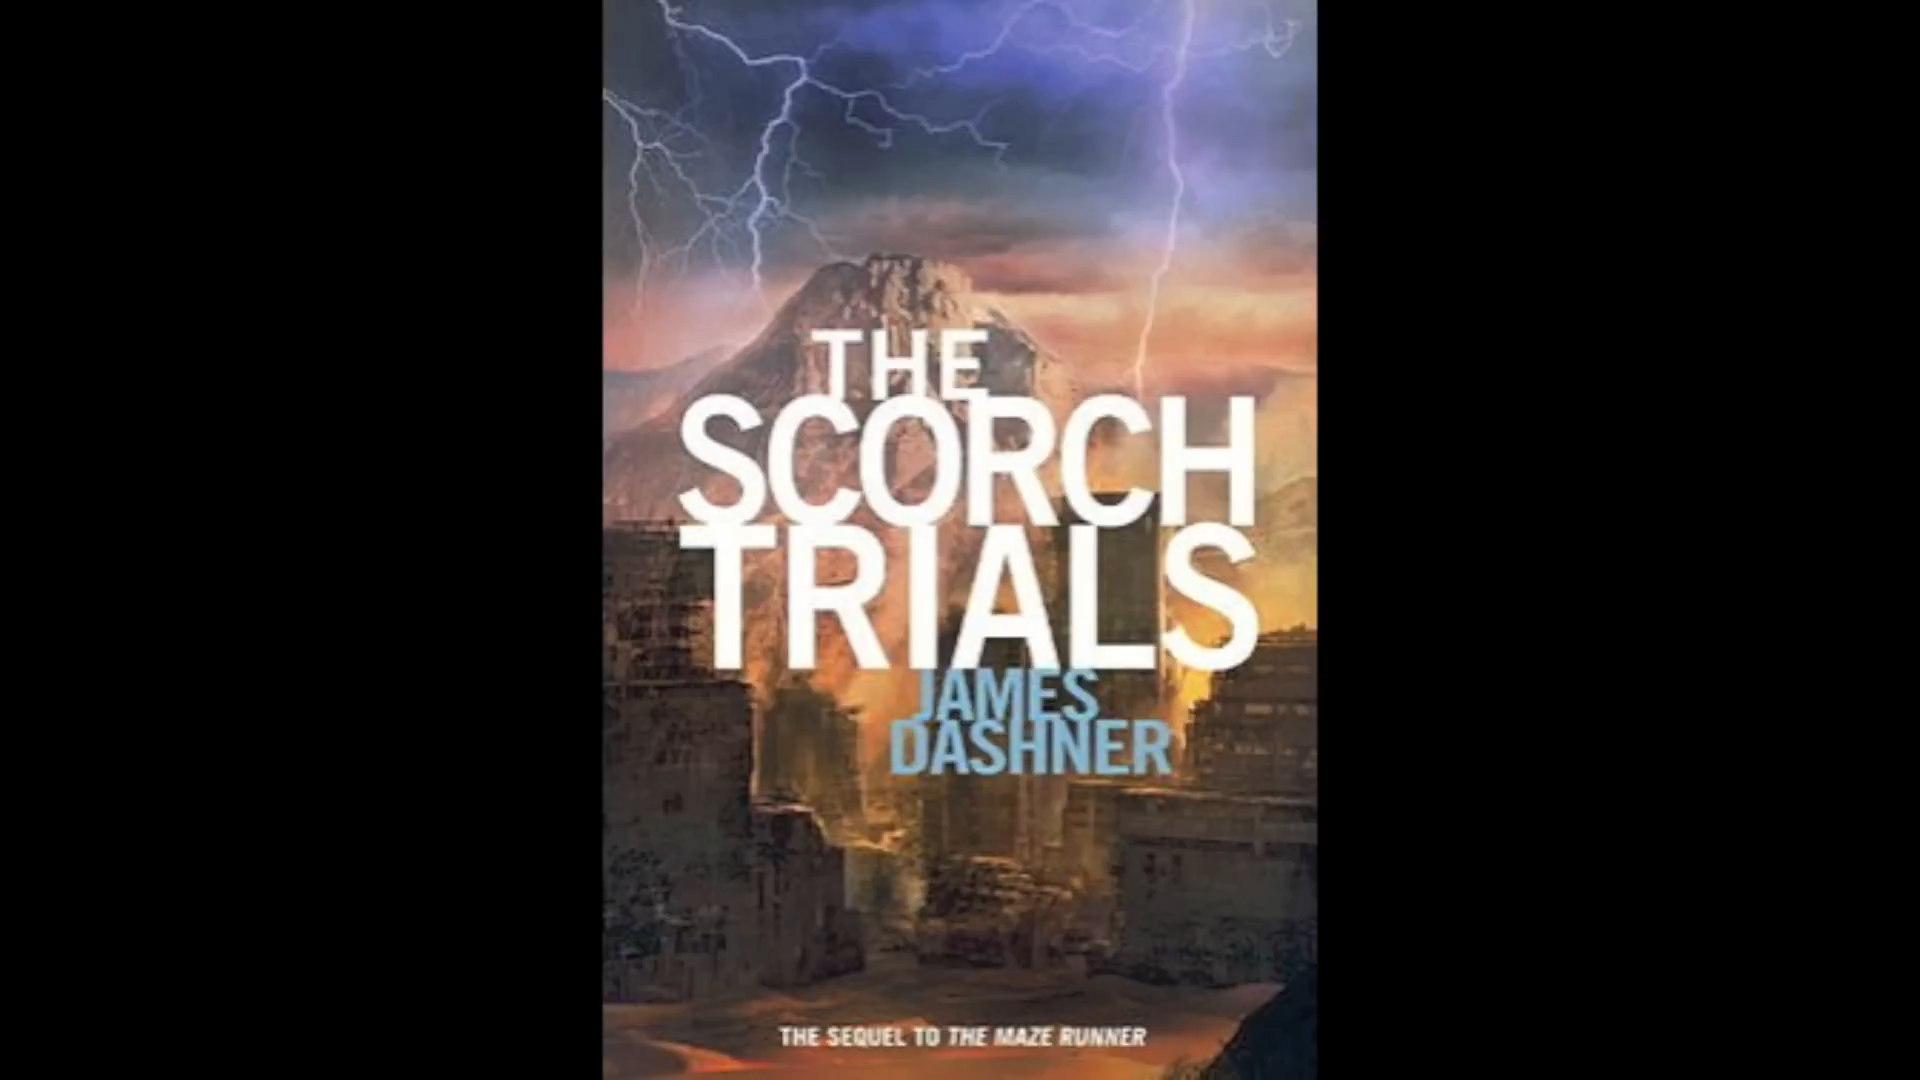 THE
SCORCH
TRIALS
JAMES
DASHNER
THE SEQUEL TO THE MAZE RUNNER